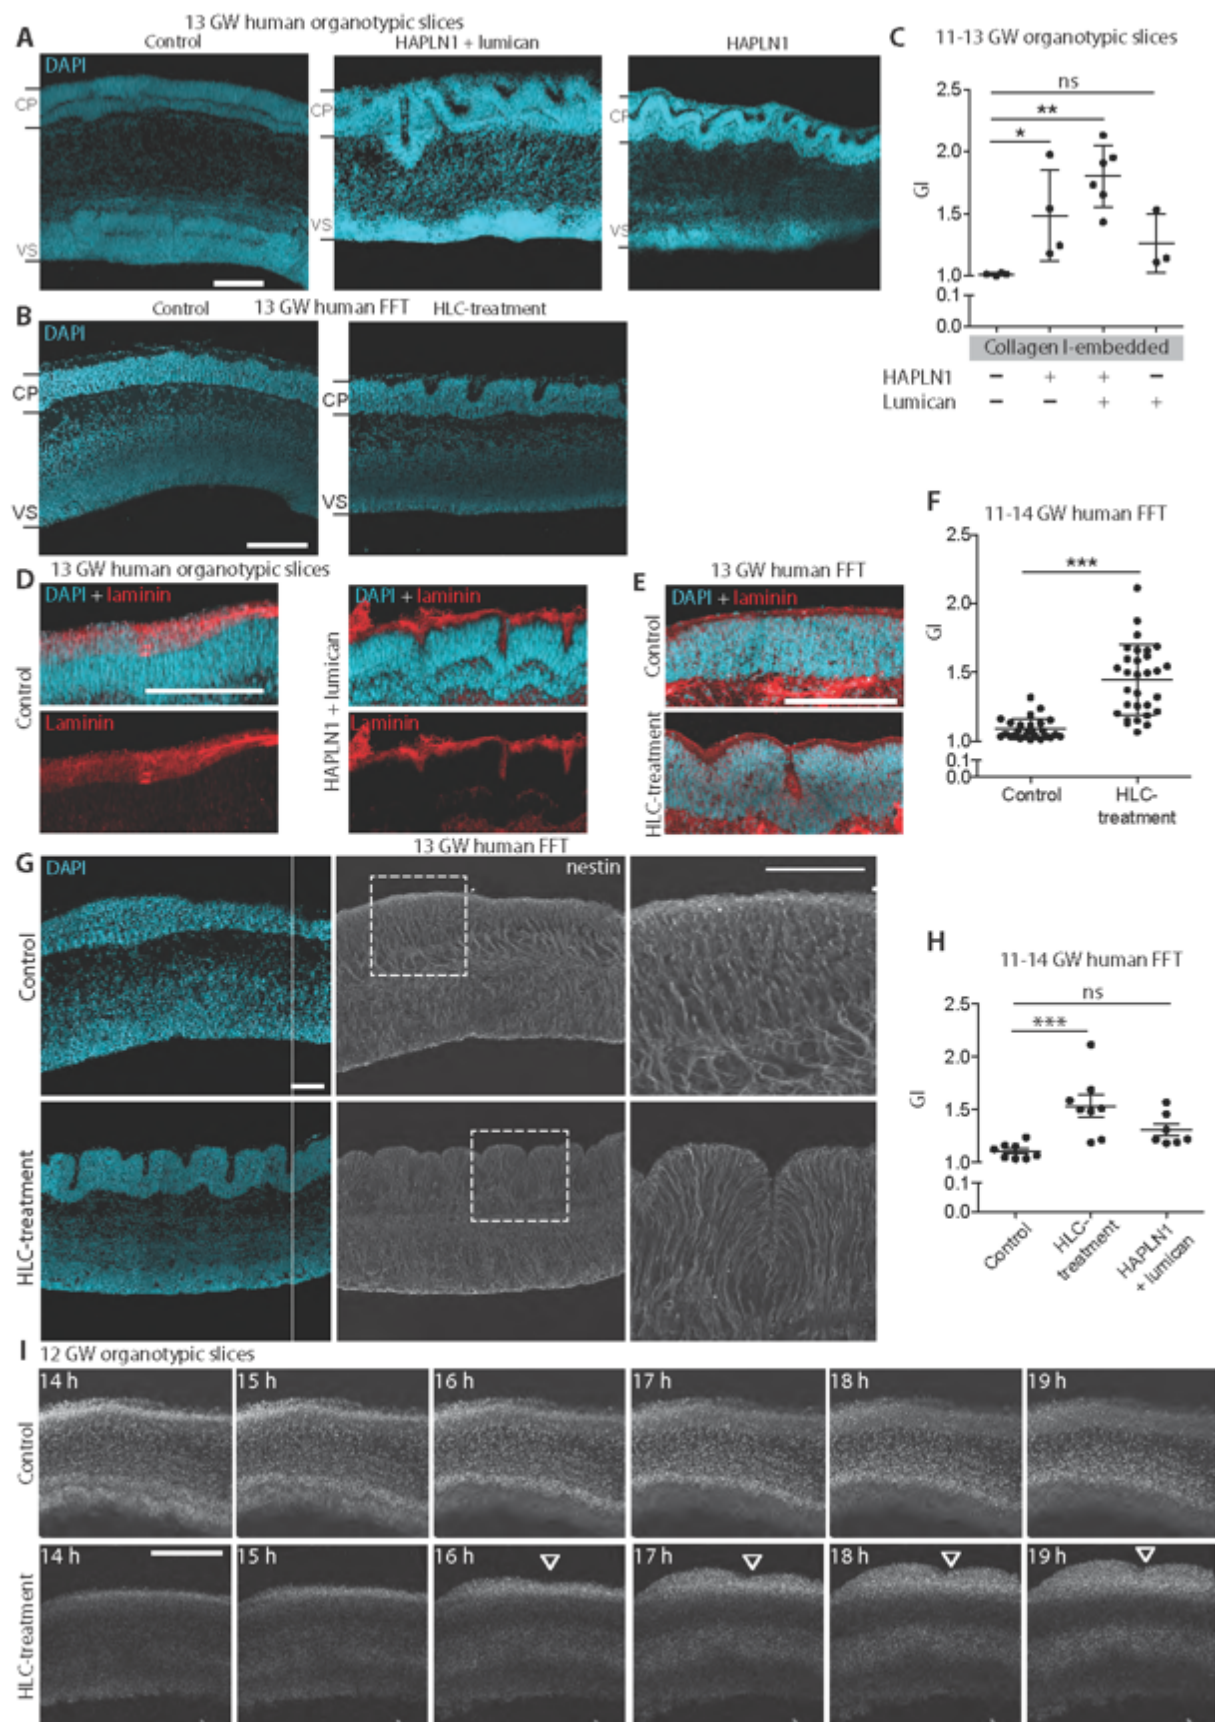 A
13 GW human organotypic slices
Control
HAPLN1 + lumican
HAPLN1
DAPI
CP
VS
CP
VS
CP
VS
C
11-13 GW organotypic slices
ns
**
*
2.5
2.0
1.5
1.0
0.1
0.0
GI
Collagen I-embedded
HAPLN1 − + + −
Lumican − − + +
B
13 GW human FFT
Control
HLC-treatment
DAPI
CP
VS
CP
VS
D
13 GW human organotypic slices
DAPI + laminin
DAPI + laminin
Control
HAPLN1 + lumican
Laminin
Laminin
E
13 GW human FFT
DAPI + laminin
Control
HLC-treatment
F
11-14 GW human FFT
***
2.5
2.0
1.5
1.0
0.1
0.0
GI
Control
HLC-
treatment
G
13 GW human FFT
DAPI
nestin
Control
HLC-treatment
H
11-14 GW human FFT
ns
***
2.5
2.0
1.5
1.0
0.1
0.0
GI
Control
HLC-
treatment
HAPLN1
+ lumican
I
12 GW organotypic slices
Control
14 h
15 h
16 h
17 h
18 h
19 h
HLC-treatment
14 h
15 h
16 h
17 h
18 h
19 h